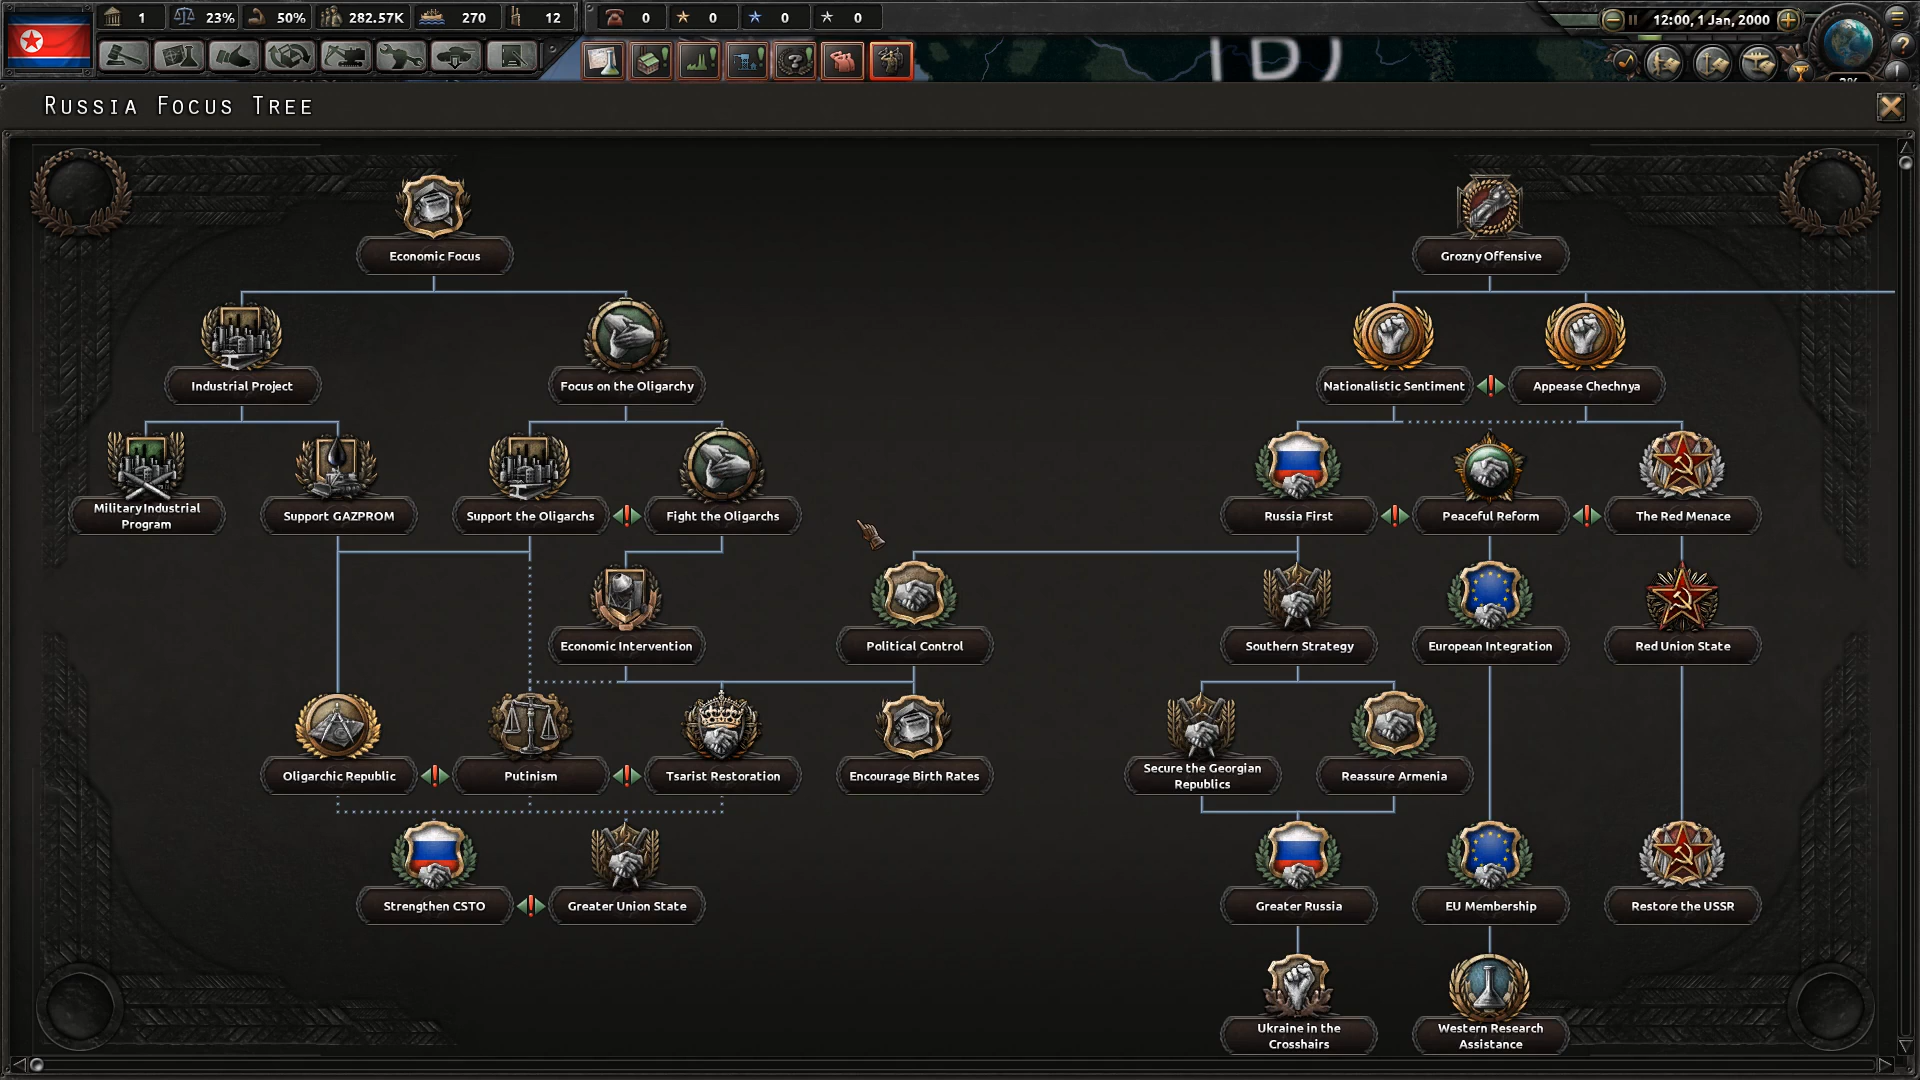 1
23%
50%
282.57K
270
12
0
0
0
0
12:00, 1 Jan, 2000
RUSSIA FOCUS TREE
Economic Focus
Grozny Offensive
Industrial Project
Focus on the Oligarchy
Nationalistic Sentiment
Appease Chechnya
Military Industrial
Program
Support GAZPROM
Support the Oligarchs
Fight the Oligarchs
Russia First
Peaceful Reform
The Red Menace
Economic Intervention
Political Control
Southern Strategy
European Integration
Red Union State
Oligarchic Republic
Putinism
Tsarist Restoration
Encourage Birth Rates
Secure the Georgian
Republics
Reassure Armenia
Strengthen CSTO
Greater Union State
Greater Russia
EU Membership
Restore the USSR
Ukraine in the
Crosshairs
Western Research
Assistance